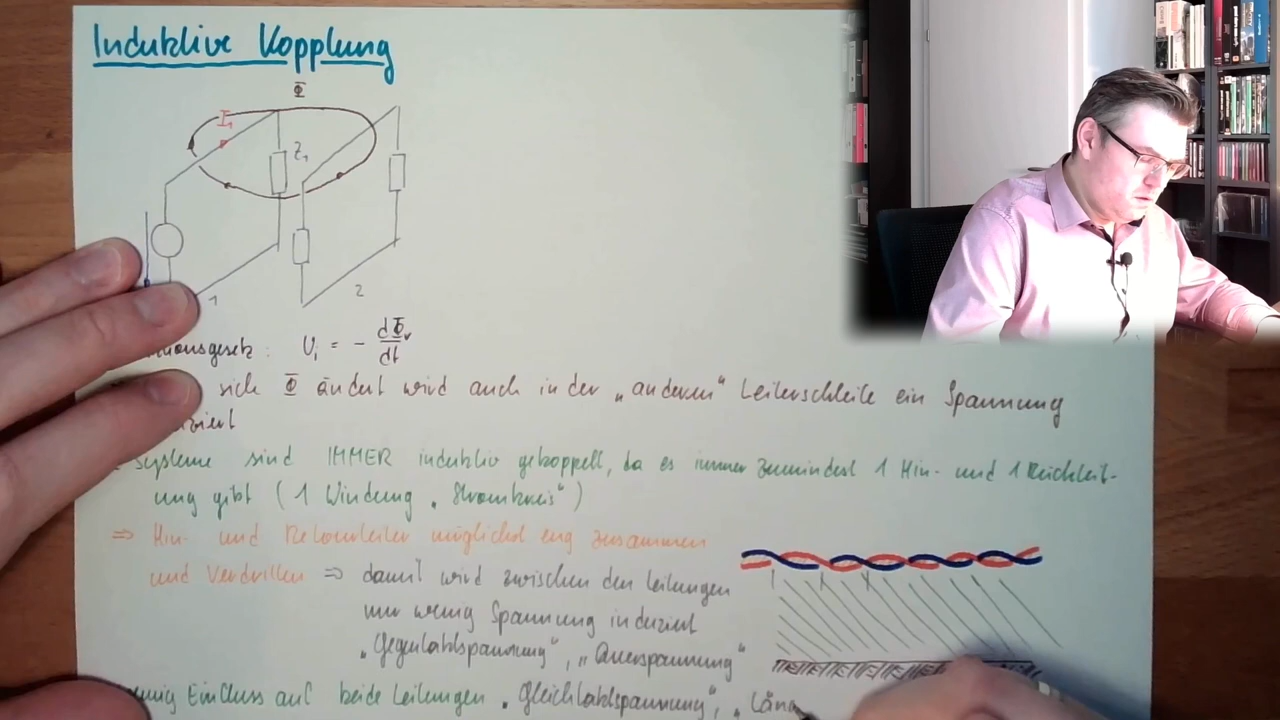 Induktive Kopplung
Φ
I₁
Z₁
1
2
Uᵢ = - dΦᵥ/dt
sich Φ ändert wird auch in der „anderen“ Leiterschleife ein Spannung
Systeme sind IMMER induktiv gekoppelt, da es immer zumindest 1 Hin- und 1 Rückleit-
ung gibt (1 Windung „Stromkreis“)
⇒ Hin- und Retourleiter möglichst eng zusammen
und Verdrillen ⇒ damit wird zwischen den Leitungen
nur wenig Spannung induziert
„Gegentaktspannung“, „Querspannung“
Einfluss auf beide Leitungen „Gleichtaktspannung“, „Läng